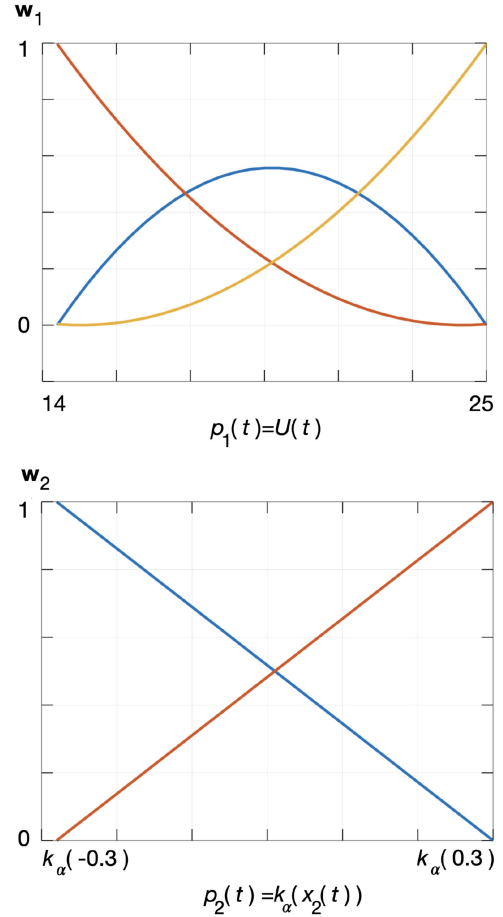 w1
1
0
14 25
p1(t)=U(t)
w2
1
0
kα(-0.3) kα(0.3)
p2(t)=kα(x2(t))